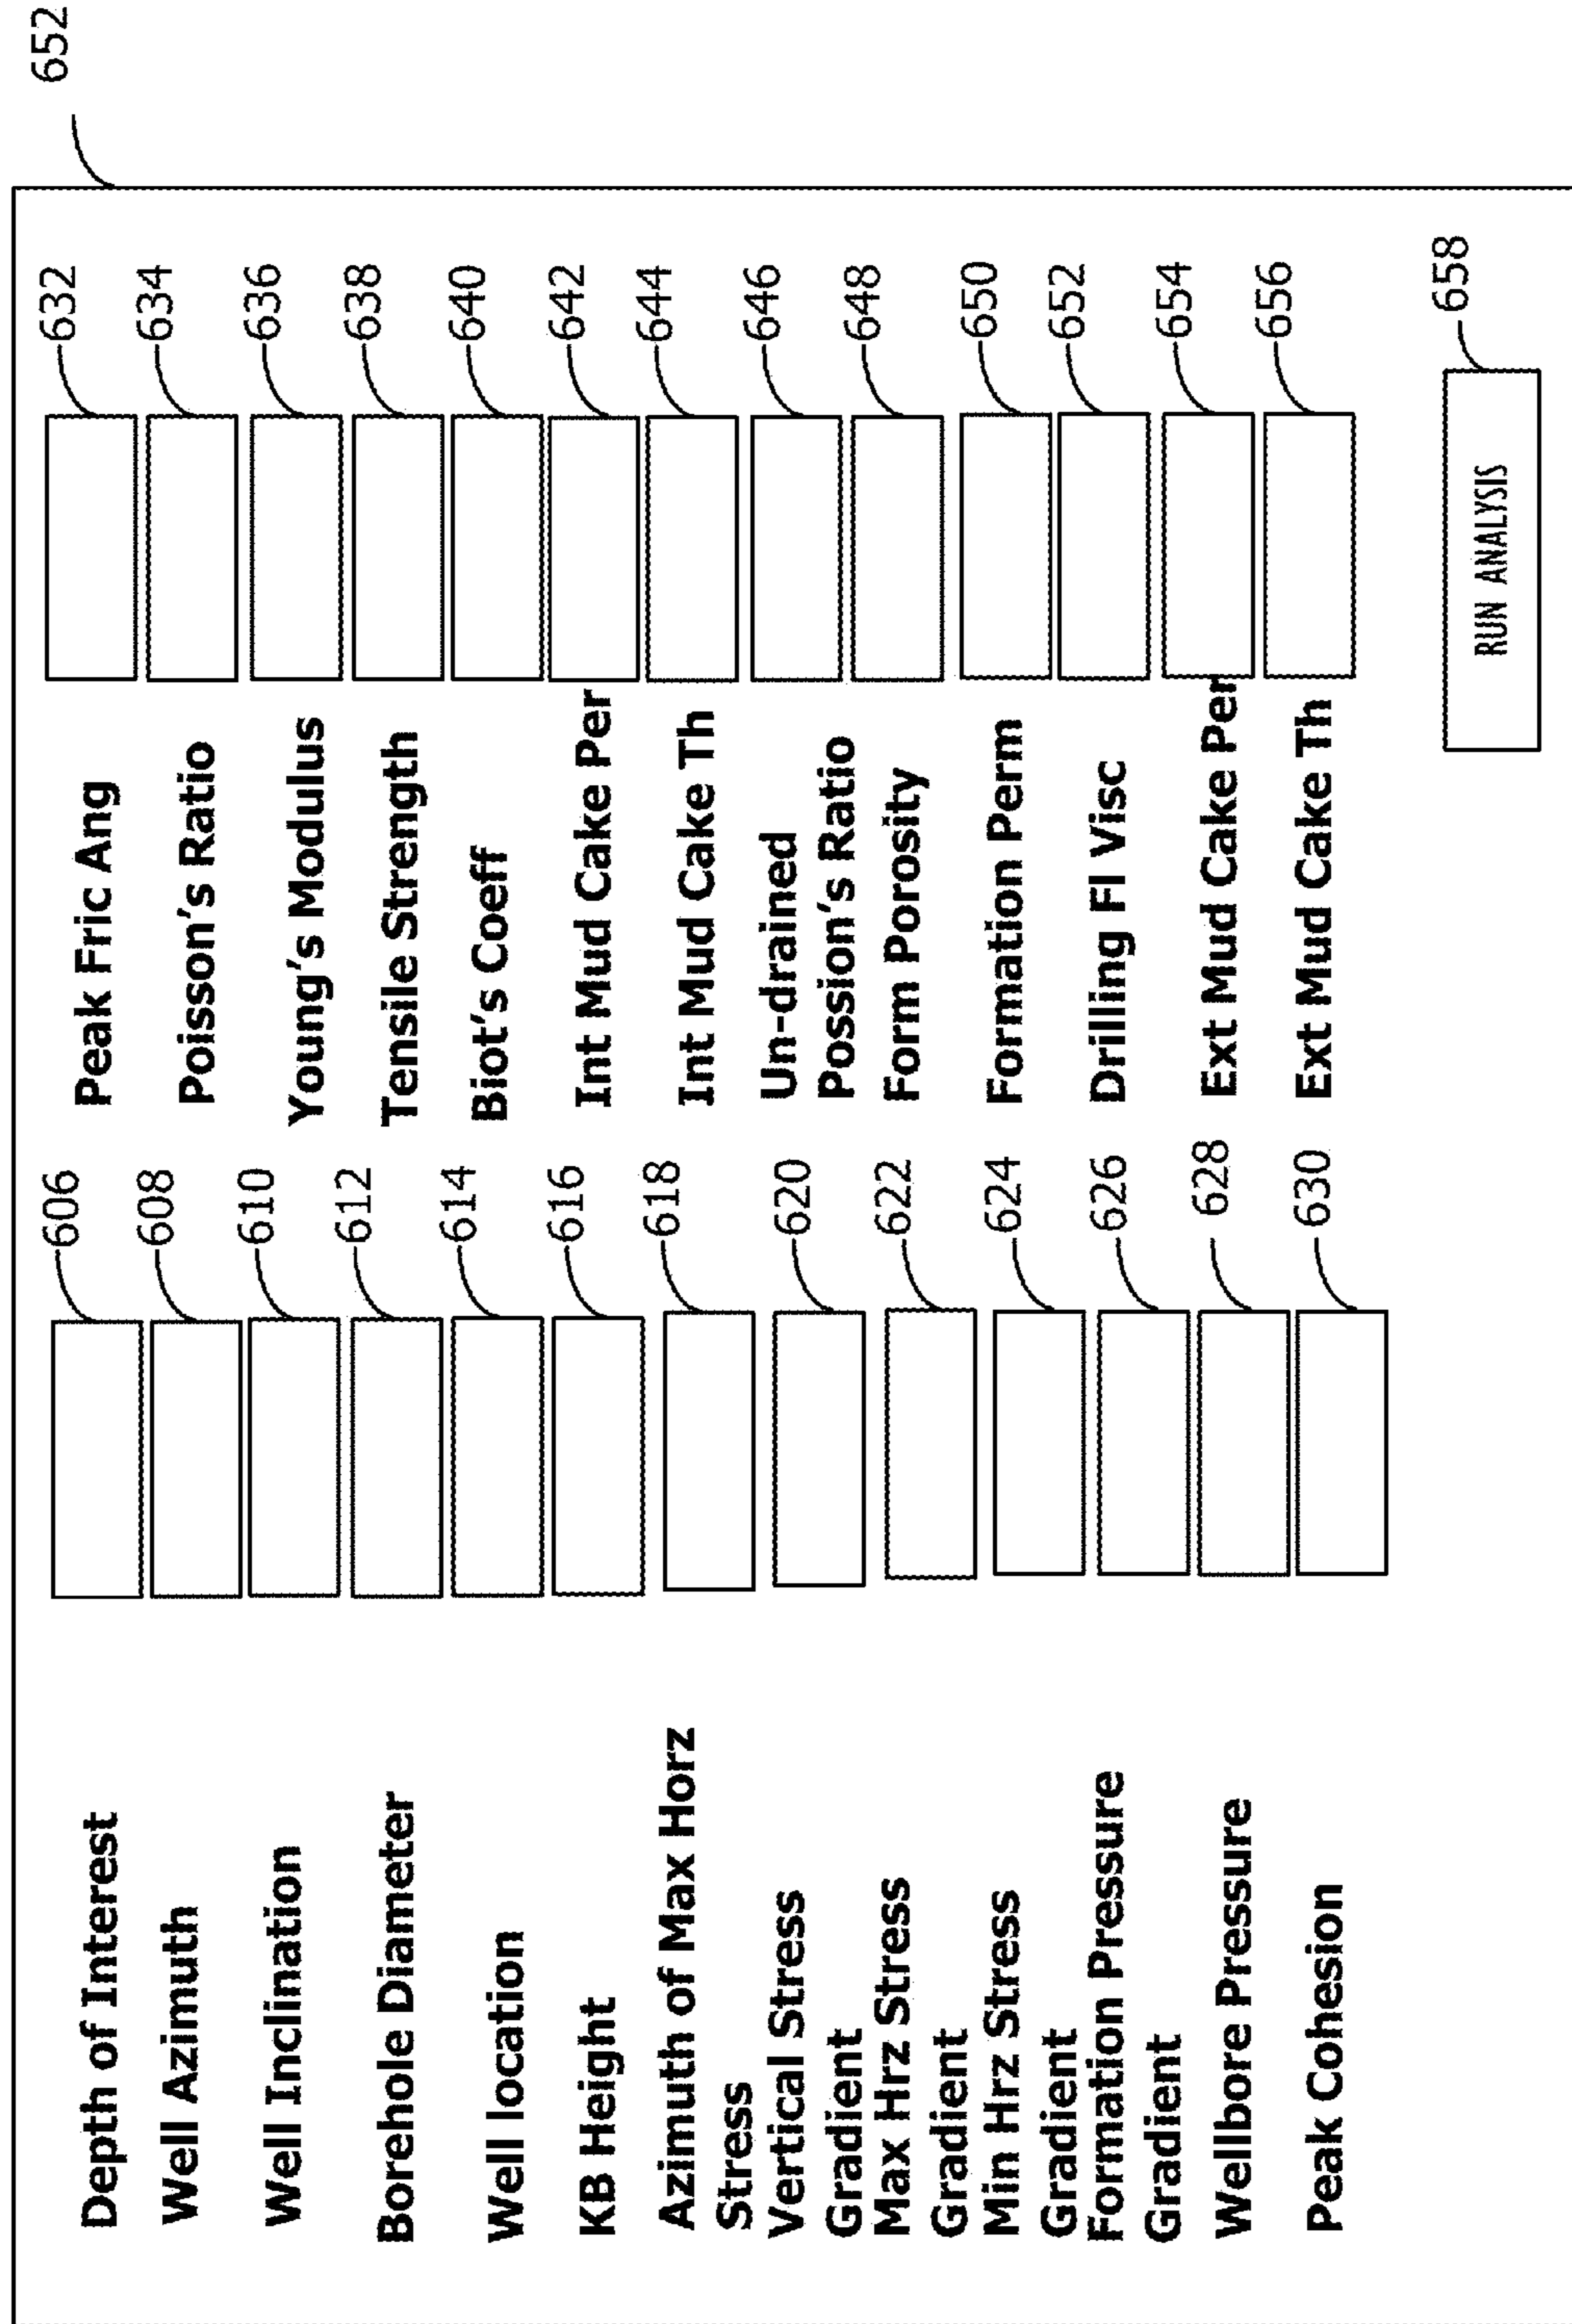 652
Depth of Interest 606 Peak Fric Ang 632
Well Azimuth 608 Poisson's Ratio 634
Well Inclination 610 Young's Modulus 636
Borehole Diameter 612 Tensile Strength 638
Well location 614 Biot's Coeff 640
KB Height 616 Int Mud Cake Per 642
Azimuth of Max Horz 618 Int Mud Cake Th 644
Stress
Vertical Stress 620 Un-drained 646
Gradient Possion's Ratio
Max Hrz Stress 622 Form Porosity 648
Gradient
Min Hrz Stress 624 Formation Perm 650
Gradient
Formation Pressure 626 Drilling Fl Visc 652
Gradient
Wellbore Pressure 628 Ext Mud Cake Per 654
Peak Cohesion 630 Ext Mud Cake Th 656
RUN ANALYSIS 658